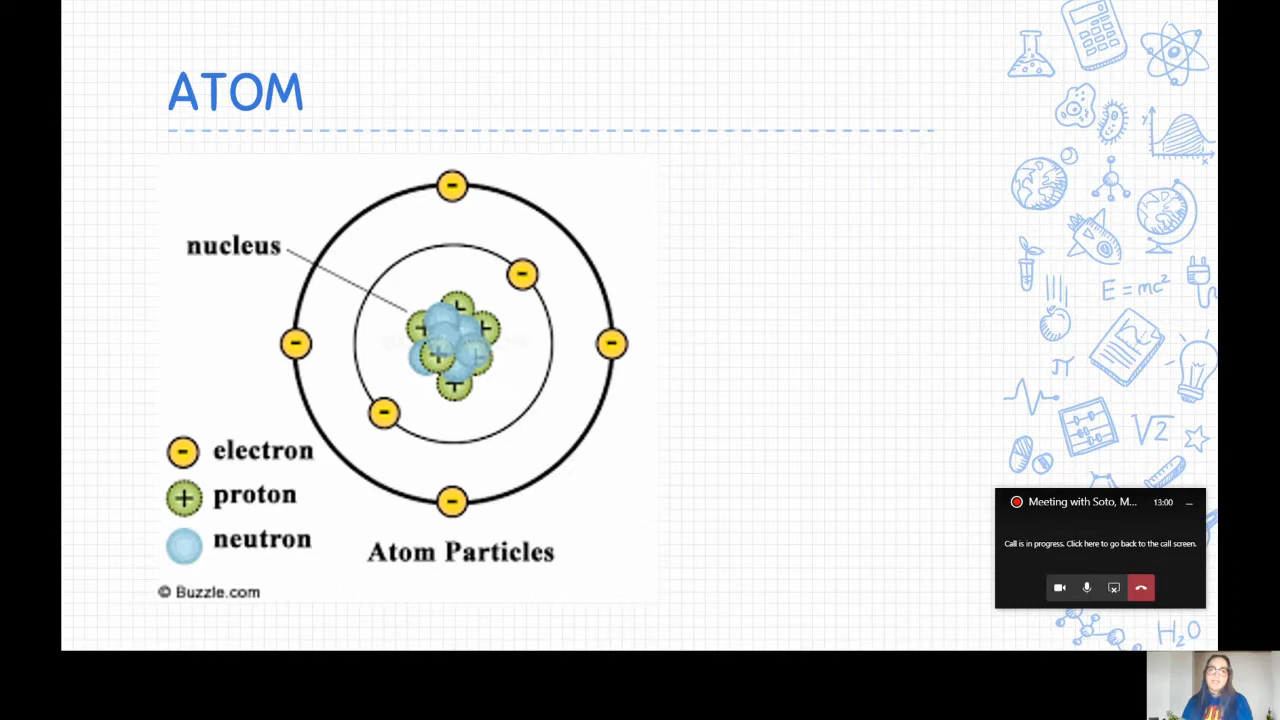 ATOM
nucleus
electron
proton
neutron
Atom Particles
© Buzzle.com
y
x
E = mc²
π
√2
H₂O
Meeting with Soto, M... 13:00
Call is in progress. Click here to go back to the call screen.